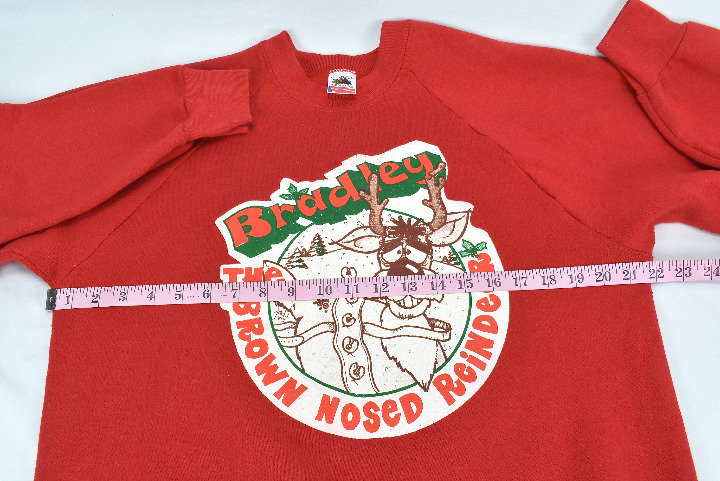 Bradley
THE
BROWN NOSED REiNDEER
1 2 3 4 5 6 7 8 9 10 11 12 13 14 15 16 17 18 19 20 21 22 23 24